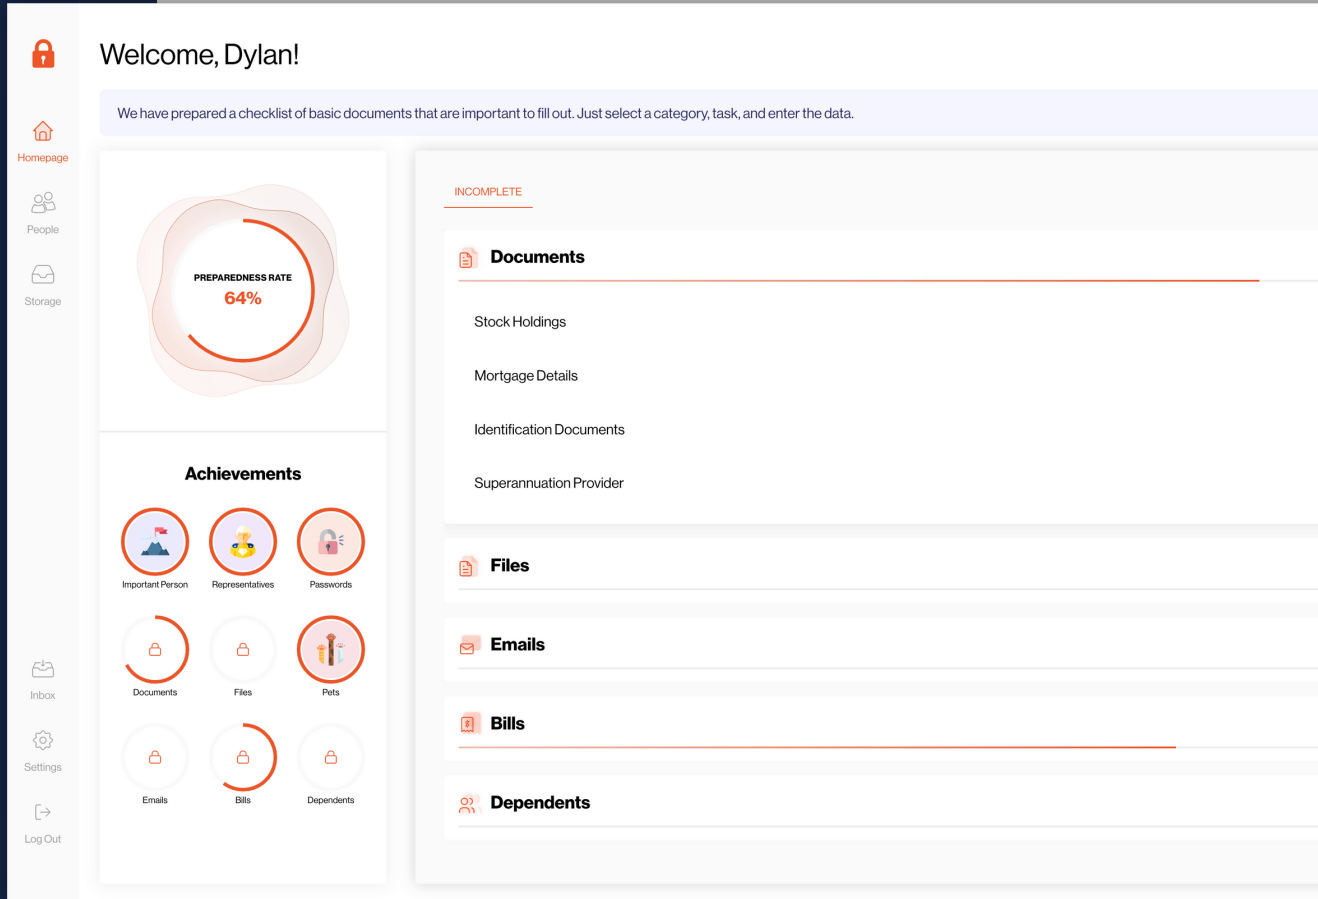 Welcome, Dylan!
We have prepared a checklist of basic documents that are important to fill out. Just select a category, task, and enter the data.
Homepage
People
Storage
Inbox
Settings
Log Out
PREPAREDNESS RATE
64%
Achievements
Important Person
Representatives
Passwords
Documents
Files
Pets
Emails
Bills
Dependents
INCOMPLETE
Documents
Stock Holdings
Mortgage Details
Identification Documents
Superannuation Provider
Files
Emails
Bills
Dependents